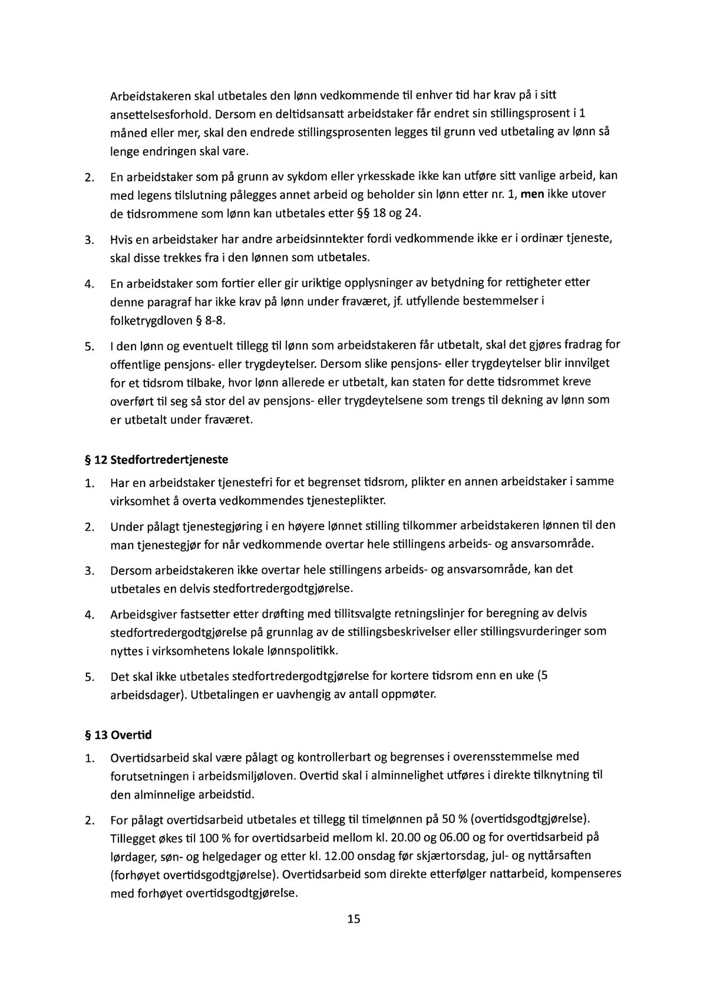 Arbeidstakeren skal utbetales den lønn vedkommende til enhver tid har krav på i sitt
ansettelsesforhold. Dersom en deltidsansatt arbeidstaker får endret sin stillingsprosent i 1
måned eller mer, skal den endrede stillingsprosenten legges til grunn ved utbetaling av lønn så
lenge endringen skal vare.
2. En arbeidstaker som på grunn av sykdom eller yrkesskade ikke kan utføre sitt vanlige arbeid, kan
med legens tilslutning pålegges annet arbeid og beholder sin lønn etter nr. 1, men ikke utover
de tidsrommene som lønn kan utbetales etter §§ 18 og 24.
3. Hvis en arbeidstaker har andre arbeidsinntekter fordi vedkommende ikke er i ordinær tjeneste,
skal disse trekkes fra i den lønnen som utbetales.
4. En arbeidstaker som fortier eller gir uriktige opplysninger av betydning for rettigheter etter
denne paragraf har ikke krav på lønn under fraværet, jf. utfyllende bestemmelser i
folketrygdloven § 8-8.
5. I den lønn og eventuelt tillegg til lønn som arbeidstakeren får utbetalt, skal det gjøres fradrag for
offentlige pensjons- eller trygdeytelser. Dersom slike pensjons- eller trygdeytelser blir innvilget
for et tidsrom tilbake, hvor lønn allerede er utbetalt, kan staten for dette tidsrommet kreve
overført til seg så stor del av pensjons- eller trygdeytelsene som trengs til dekning av lønn som
er utbetalt under fraværet.
§ 12 Stedfortredertjeneste
1. Har en arbeidstaker tjenestefri for et begrenset tidsrom, plikter en annen arbeidstaker i samme
virksomhet å overta vedkommendes tjenesteplikter.
2. Under pålagt tjenestegjøring i en høyere lønnet stilling tilkommer arbeidstakeren lønnen til den
man tjenestegjør for når vedkommende overtar hele stillingens arbeids- og ansvarsområde.
3. Dersom arbeidstakeren ikke overtar hele stillingens arbeids- og ansvarsområde, kan det
utbetales en delvis stedfortredergodtgjørelse.
4. Arbeidsgiver fastsetter etter drøfting med tillitsvalgte retningslinjer for beregning av delvis
stedfortredergodtgjørelse på grunnlag av de stillingsbeskrivelser eller stillingsvurderinger som
nyttes i virksomhetens lokale lønnspolitikk.
5. Det skal ikke utbetales stedfortredergodtgjørelse for kortere tidsrom enn en uke (5
arbeidsdager). Utbetalingen er uavhengig av antall oppmøter.
§ 13 Overtid
1. Overtidsarbeid skal være pålagt og kontrollerbart og begrenses i overensstemmelse med
forutsetningen i arbeidsmiljøloven. Overtid skal i alminnelighet utføres i direkte tilknytning til
den alminnelige arbeidstid.
2. For pålagt overtidsarbeid utbetales et tillegg til timelønnen på 50 % (overtidsgodtgjørelse).
Tillegget økes til 100 % for overtidsarbeid mellom kl. 20.00 og 06.00 og for overtidsarbeid på
lørdager, søn- og helgedager og etter kl. 12.00 onsdag før skjærtorsdag, jul- og nyttårsaften
(forhøyet overtidsgodtgjørelse). Overtidsarbeid som direkte etterfølger nattarbeid, kompenseres
med forhøyet overtidsgodtgjørelse.
15